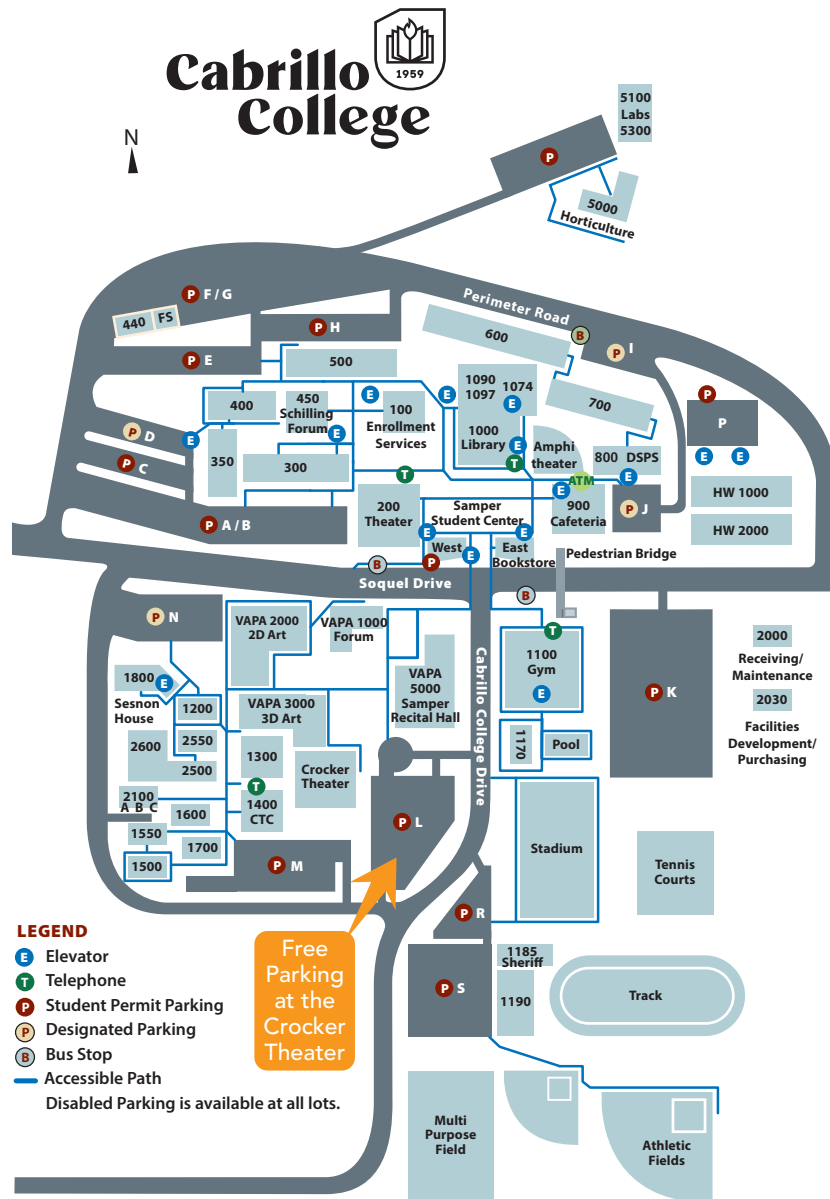 Cabrillo
College
1959
N
5100
Labs
5300
P
5000
Horticulture
P F / G
440 FS
Perimeter Road
P H
600
B
P I
P E
500
1090
1097
1074
E
E
E
700
P
P
400
450
Schilling
Forum
100
Enrollment
Services
P D
E
E
1000
Library
E
T
Amphi
theater
800 DSPS
E
E
E
P C
350
300
T
ATM
HW 1000
P A / B
200
Theater
Samper
Student Center
E
900
Cafeteria
P J
HW 2000
E
E
West
E
East
Bookstore
Pedestrian Bridge
B
P
Soquel Drive
B
P N
VAPA 2000
2D Art
VAPA 1000
Forum
T
1100
Gym
E
2000
Receiving/
Maintenance
2030
Facilities
Development/
Purchasing
1800
E
Sesnon
House
VAPA
5000
Samper
Recital Hall
Cabrillo College Drive
P K
1200
VAPA 3000
3D Art
2600
2550
2500
1300
Crocker
Theater
1170
Pool
2100
A B C
T
1400
CTC
1600
P L
1550
1700
Stadium
1500
P M
Tennis
Courts
P R
Free
Parking
at the
Crocker
Theater
1185
Sheriff
P S
1190
Track
LEGEND
E Elevator
T Telephone
P Student Permit Parking
P Designated Parking
B Bus Stop
Accessible Path
Disabled Parking is available at all lots.
Multi
Purpose
Field
Athletic
Fields